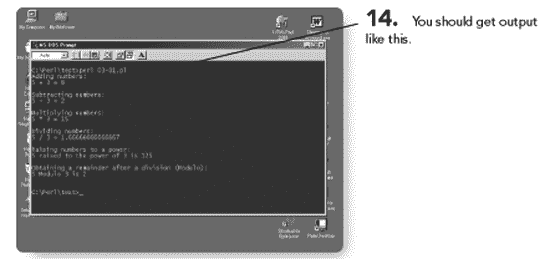 My Computer
14. You should get output
like this.
MS-DOS Prompt
Auto
A
C:\Perl\test>perl 03-01.pl
Adding numbers:
5 + 3 = 8
Subtracting numbers:
5 - 3 = 2
Multiplying numbers:
5 * 3 = 15
Dividing numbers:
5 / 3 = 1.66666666666667
Raising numbers to a power:
5 raised to the power of 3 is 125
Obtaining a remainder after a division (Modulo):
5 Modulo 3 is 2
C:\Perl\test>_